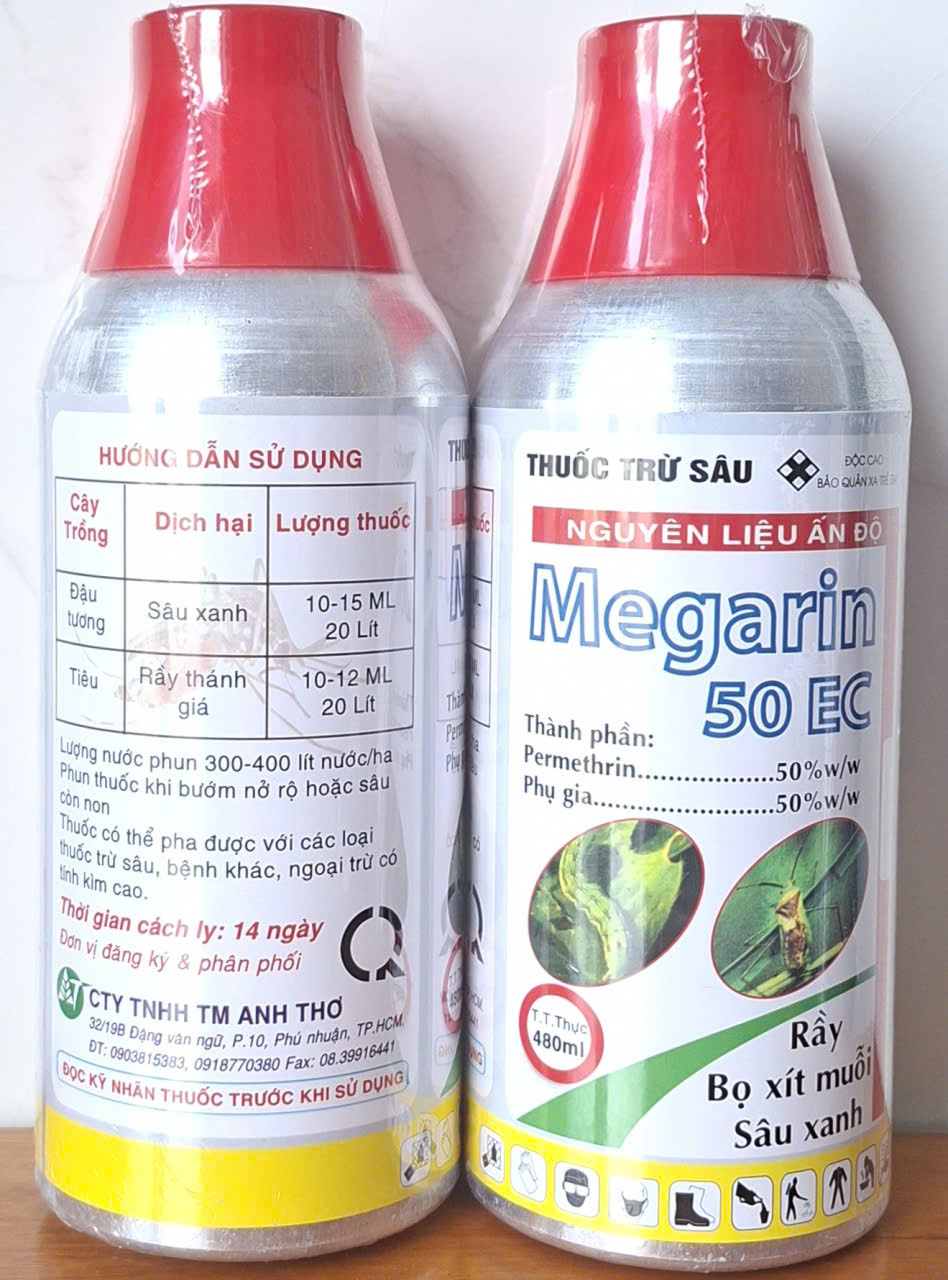 HƯỚNG DẪN SỬ DỤNG
Cây Trồng Dịch hại Lượng thuốc
Đậu tương Sâu xanh 10-15 ML 20 Lít
Tiêu Rầy thánh giá 10-12 ML 20 Lít
Lượng nước phun 300-400 lít nước/ha
Phun thuốc khi bướm nở rộ hoặc sâu
còn non
Thuốc có thể pha được với các loại
thuốc trừ sâu, bệnh khác, ngoại trừ có
tính kìm cao.
Thời gian cách ly: 14 ngày
Đơn vị đăng ký & phân phối
CTY TNHH TM ANH THƠ
32/19B Đặng văn ngữ, P.10, Phú nhuận, TP.HCM.
ĐT: 0903815383, 0918770380 Fax: 08.39916441
ĐỌC KỸ NHÃN THUỐC TRƯỚC KHI SỬ DỤNG
THUỐC TRỪ SÂU
ĐỘC CAO
BẢO QUẢN XA TRẺ
NGUYÊN LIỆU ẤN ĐỘ
Megarin
50 EC
Thành phần:
Permethrin.......................50%w/w
Phụ gia..............................50%w/w
T.T.Thực
480ml
Rầy
Bọ xít muỗi
Sâu xanh